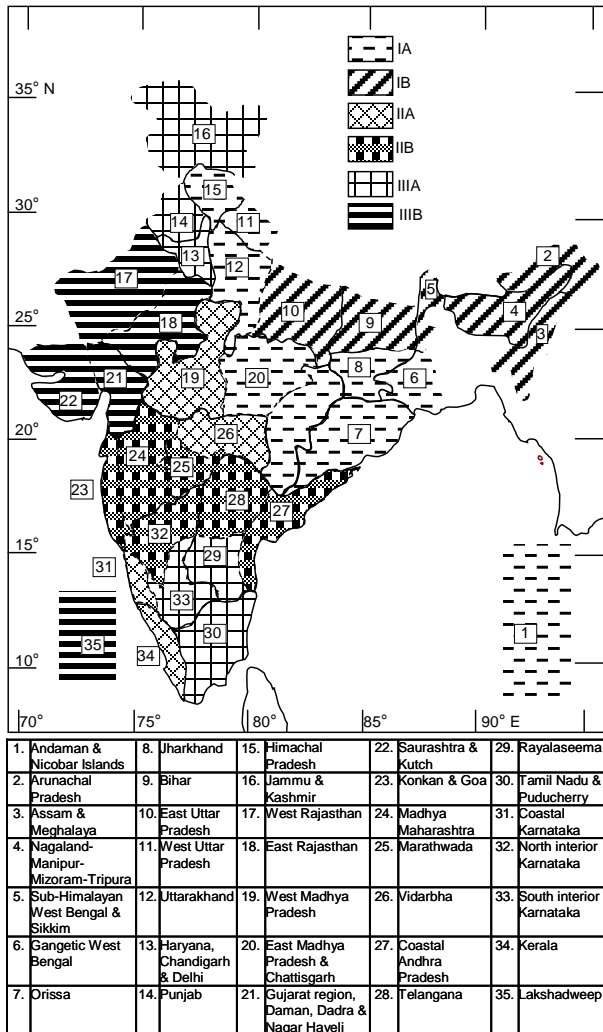 IA
IB
IIA
IIB
IIIA
IIIB
35° N
30°
25°
20°
15°
10°
70°
75°
80°
85°
90° E
16
15
14
11
13
12
17
2
5
10
4
18
9
3
21
19
20
8
6
22
26
7
24
25
23
28
27
32
29
31
33
30
1
34
35
1. Andaman & Nicobar Islands
8. Jharkhand
15. Himachal Pradesh
22. Saurashtra & Kutch
29. Rayalaseema
2. Arunachal Pradesh
9. Bihar
16. Jammu & Kashmir
23. Konkan & Goa
30. Tamil Nadu & Puducherry
3. Assam & Meghalaya
10. East Uttar Pradesh
17. West Rajasthan
24. Madhya Maharashtra
31. Coastal Karnataka
4. Nagaland-Manipur-Mizoram-Tripura
11. West Uttar Pradesh
18. East Rajasthan
25. Marathwada
32. North interior Karnataka
5. Sub-Himalayan West Bengal & Sikkim
12. Uttarakhand
19. West Madhya Pradesh
26. Vidarbha
33. South interior Karnataka
6. Gangetic West Bengal
13. Haryana, Chandigarh & Delhi
20. East Madhya Pradesh & Chattisgarh
27. Coastal Andhra Pradesh
34. Kerala
7. Orissa
14. Punjab
21. Gujarat region, Daman, Dadra & Nagar Haveli
28. Telangana
35. Lakshadweep